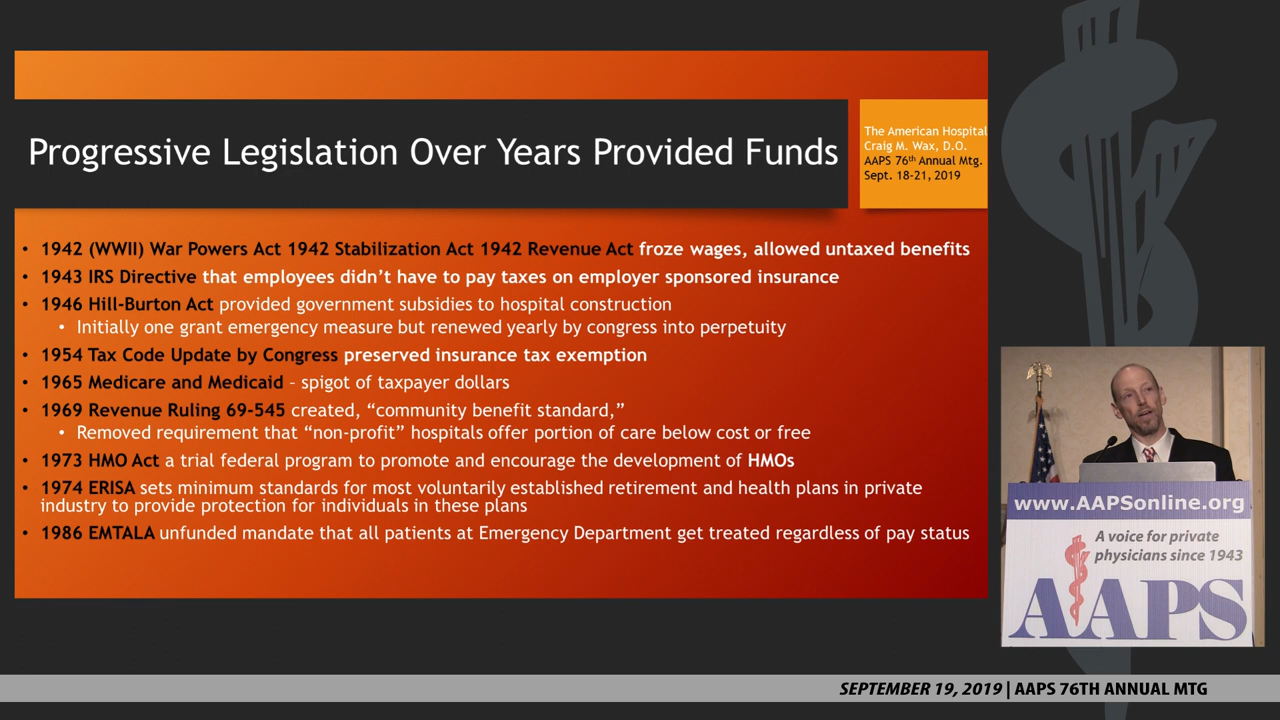 Progressive Legislation Over Years Provided Funds
The American Hospital
Craig M. Wax, D.O.
AAPS 76th Annual Mtg.
Sept. 18-21, 2019
• 1942 (WWII) War Powers Act 1942 Stabilization Act 1942 Revenue Act froze wages, allowed untaxed benefits
• 1943 IRS Directive that employees didn’t have to pay taxes on employer sponsored insurance
• 1946 Hill-Burton Act provided government subsidies to hospital construction
• Initially one grant emergency measure but renewed yearly by congress into perpetuity
• 1954 Tax Code Update by Congress preserved insurance tax exemption
• 1965 Medicare and Medicaid – spigot of taxpayer dollars
• 1969 Revenue Ruling 69-545 created, “community benefit standard,”
• Removed requirement that “non-profit” hospitals offer portion of care below cost or free
• 1973 HMO Act a trial federal program to promote and encourage the development of HMOs
• 1974 ERISA sets minimum standards for most voluntarily established retirement and health plans in private
industry to provide protection for individuals in these plans
• 1986 EMTALA unfunded mandate that all patients at Emergency Department get treated regardless of pay status
www.AAPSonline.org
A voice for private
physicians since 1943
AAPS
SEPTEMBER 19, 2019 | AAPS 76TH ANNUAL MTG